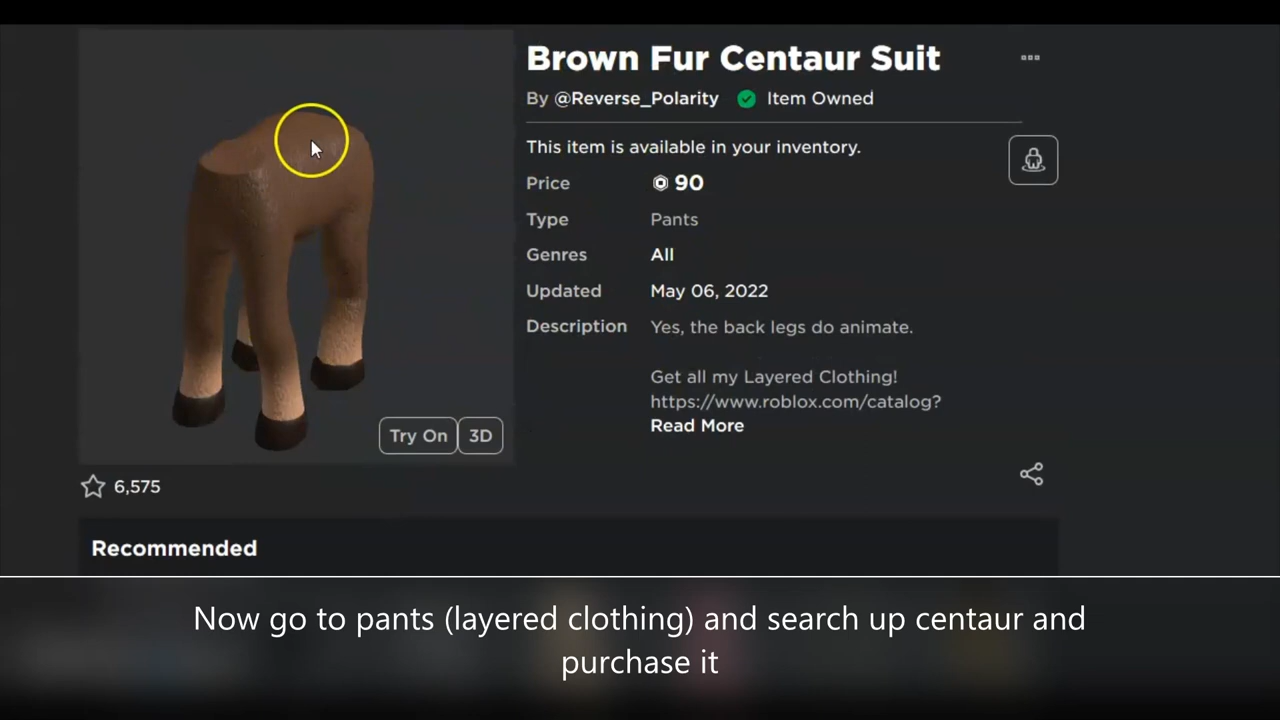 Brown Fur Centaur Suit
By @Reverse_Polarity Item Owned
This item is available in your inventory.
Price 90
Type Pants
Genres All
Updated May 06, 2022
Description Yes, the back legs do animate.
Get all my Layered Clothing!
https://www.roblox.com/catalog?
Read More
Try On 3D
6,575
Recommended
Now go to pants (layered clothing) and search up centaur and
purchase it